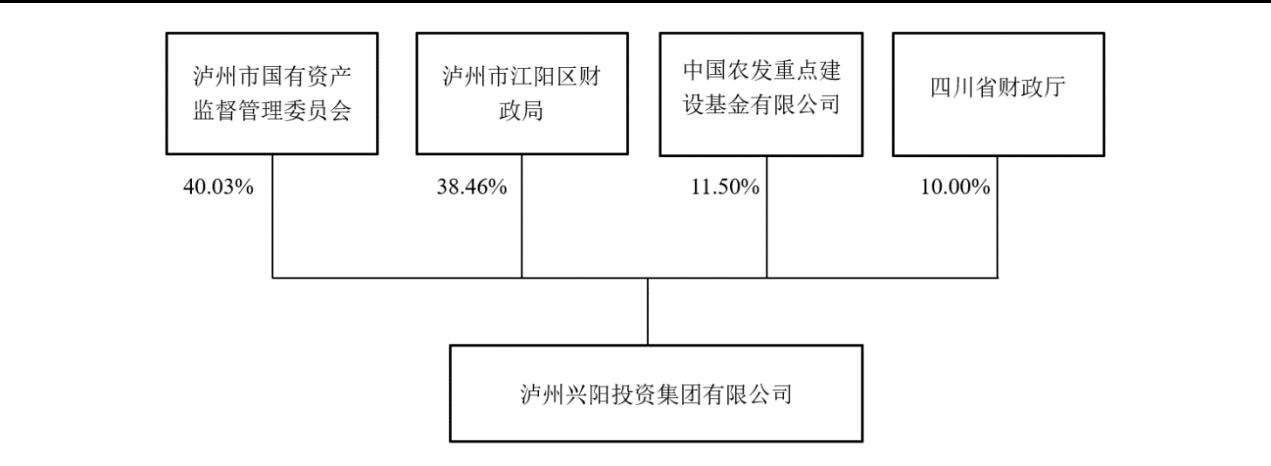 泸州市国有资产
监督管理委员会
泸州市江阳区财
政局
中国农发重点建
设基金有限公司
四川省财政厅
40.03%
38.46%
11.50%
10.00%
泸州兴阳投资集团有限公司